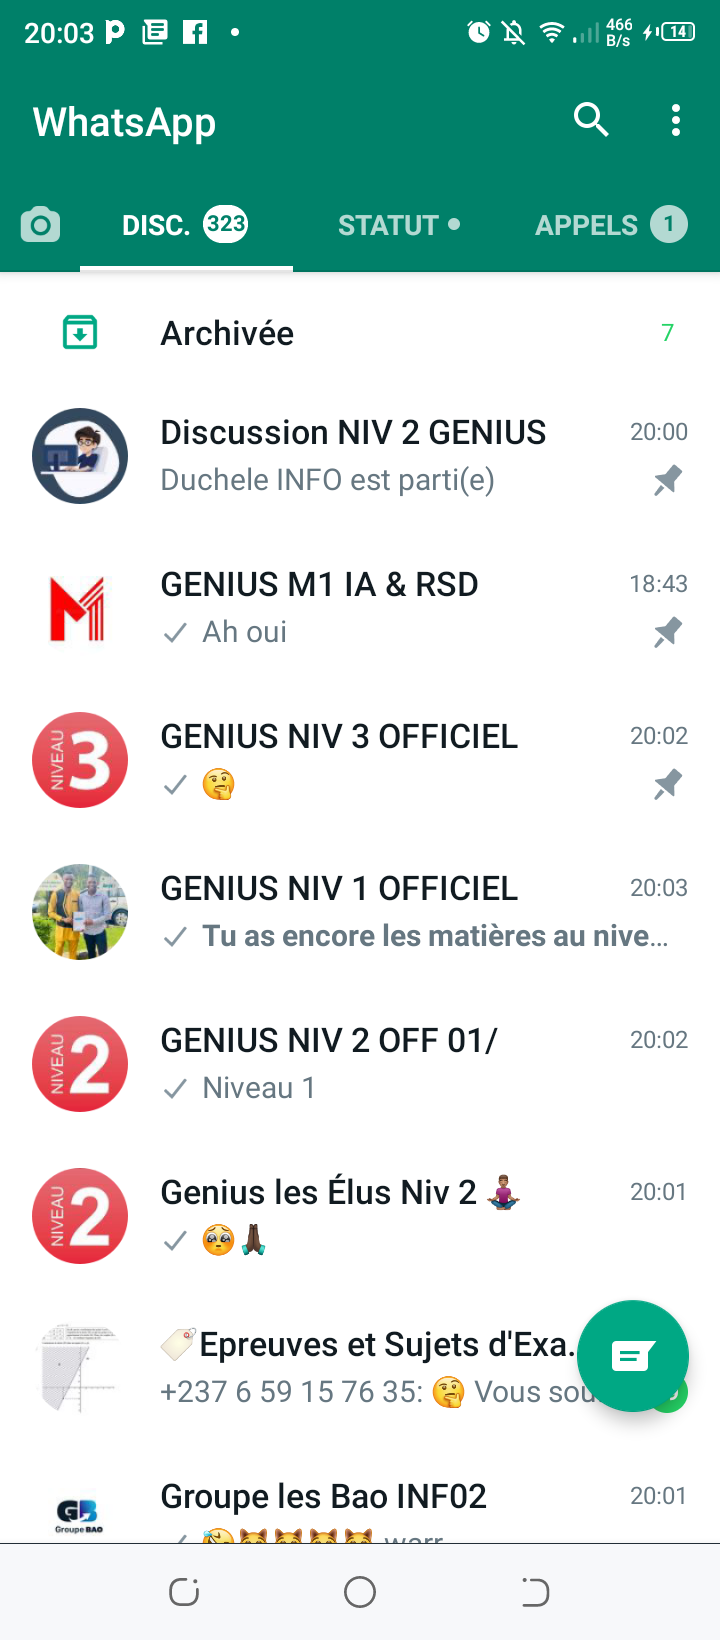 20:03
466
B/s
14
WhatsApp
DISC. 323
STATUT
APPELS 1
Archivée
7
Discussion NIV 2 GENIUS
20:00
Duchele INFO est parti(e)
GENIUS M1 IA & RSD
18:43
Ah oui
NIVEAU 3
GENIUS NIV 3 OFFICIEL
20:02
🤔
GENIUS NIV 1 OFFICIEL
20:03
Tu as encore les matières au nive...
NIVEAU 2
GENIUS NIV 2 OFF 01/
20:02
Niveau 1
NIVEAU 2
Genius les Élus Niv 2 🧘🏾‍♂️
20:01
🥺🙏🏿
🏷️Epreuves et Sujets d'Exa.
+237 6 59 15 76 35: 🤔 Vous sou
GB
Groupe BAO
Groupe les Bao INF02
20:01